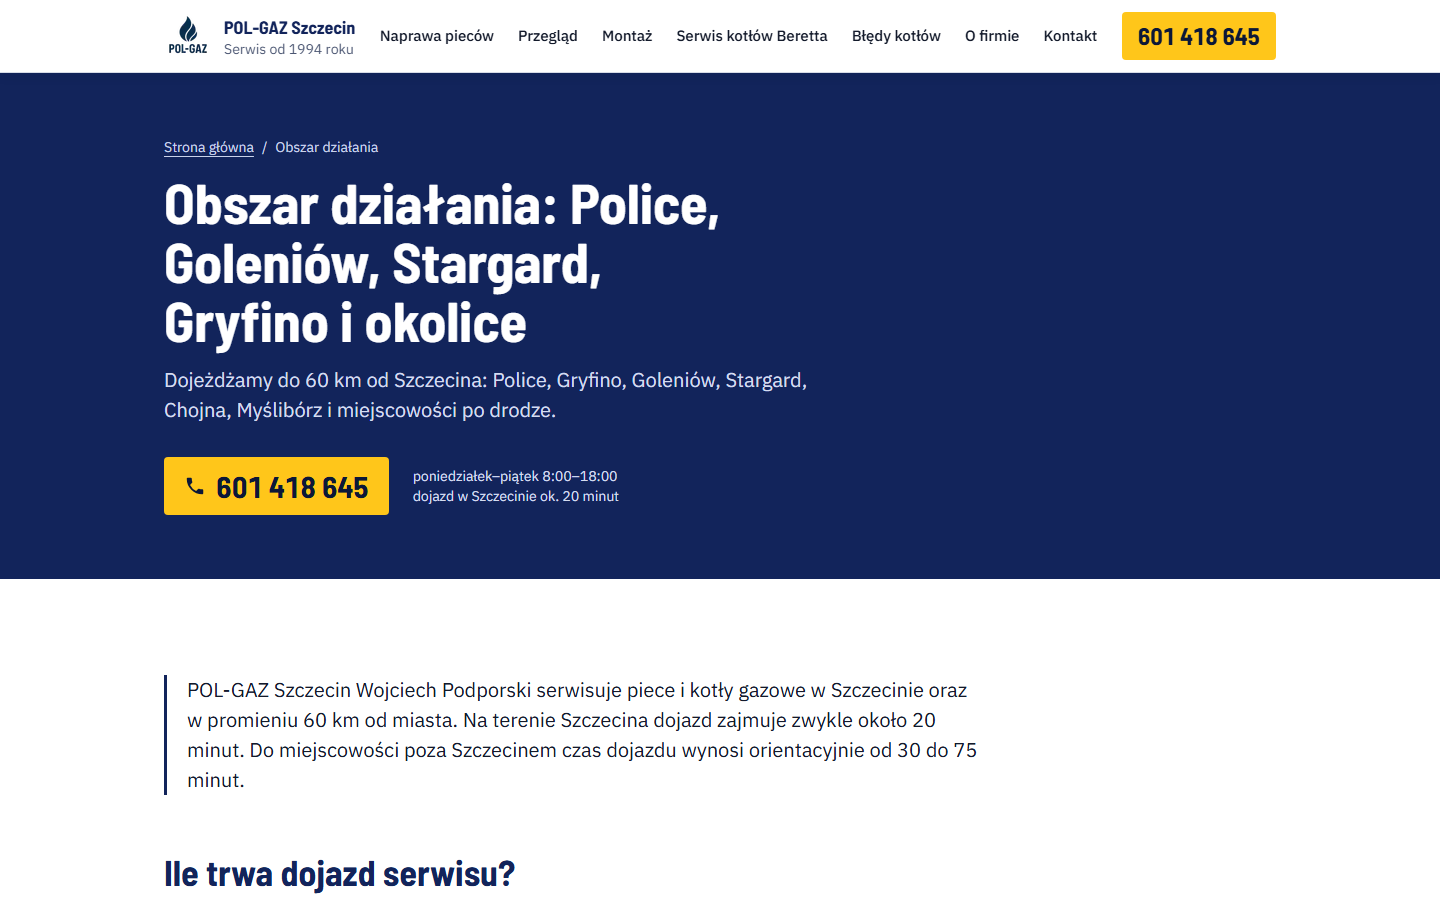 POL-GAZ
POL-GAZ Szczecin
Serwis od 1994 roku
Naprawa pieców
Przegląd
Montaż
Serwis kotłów Beretta
Błędy kotłów
O firmie
Kontakt
601 418 645
Strona główna / Obszar działania
Obszar działania: Police,
Goleniów, Stargard,
Gryfino i okolice
Dojeżdżamy do 60 km od Szczecina: Police, Gryfino, Goleniów, Stargard,
Chojna, Myślibórz i miejscowości po drodze.
601 418 645
poniedziałek–piątek 8:00–18:00
dojazd w Szczecinie ok. 20 minut
POL-GAZ Szczecin Wojciech Podporski serwisuje piece i kotły gazowe w Szczecinie oraz
w promieniu 60 km od miasta. Na terenie Szczecina dojazd zajmuje zwykle około 20
minut. Do miejscowości poza Szczecinem czas dojazdu wynosi orientacyjnie od 30 do 75
minut.
Ile trwa dojazd serwisu?